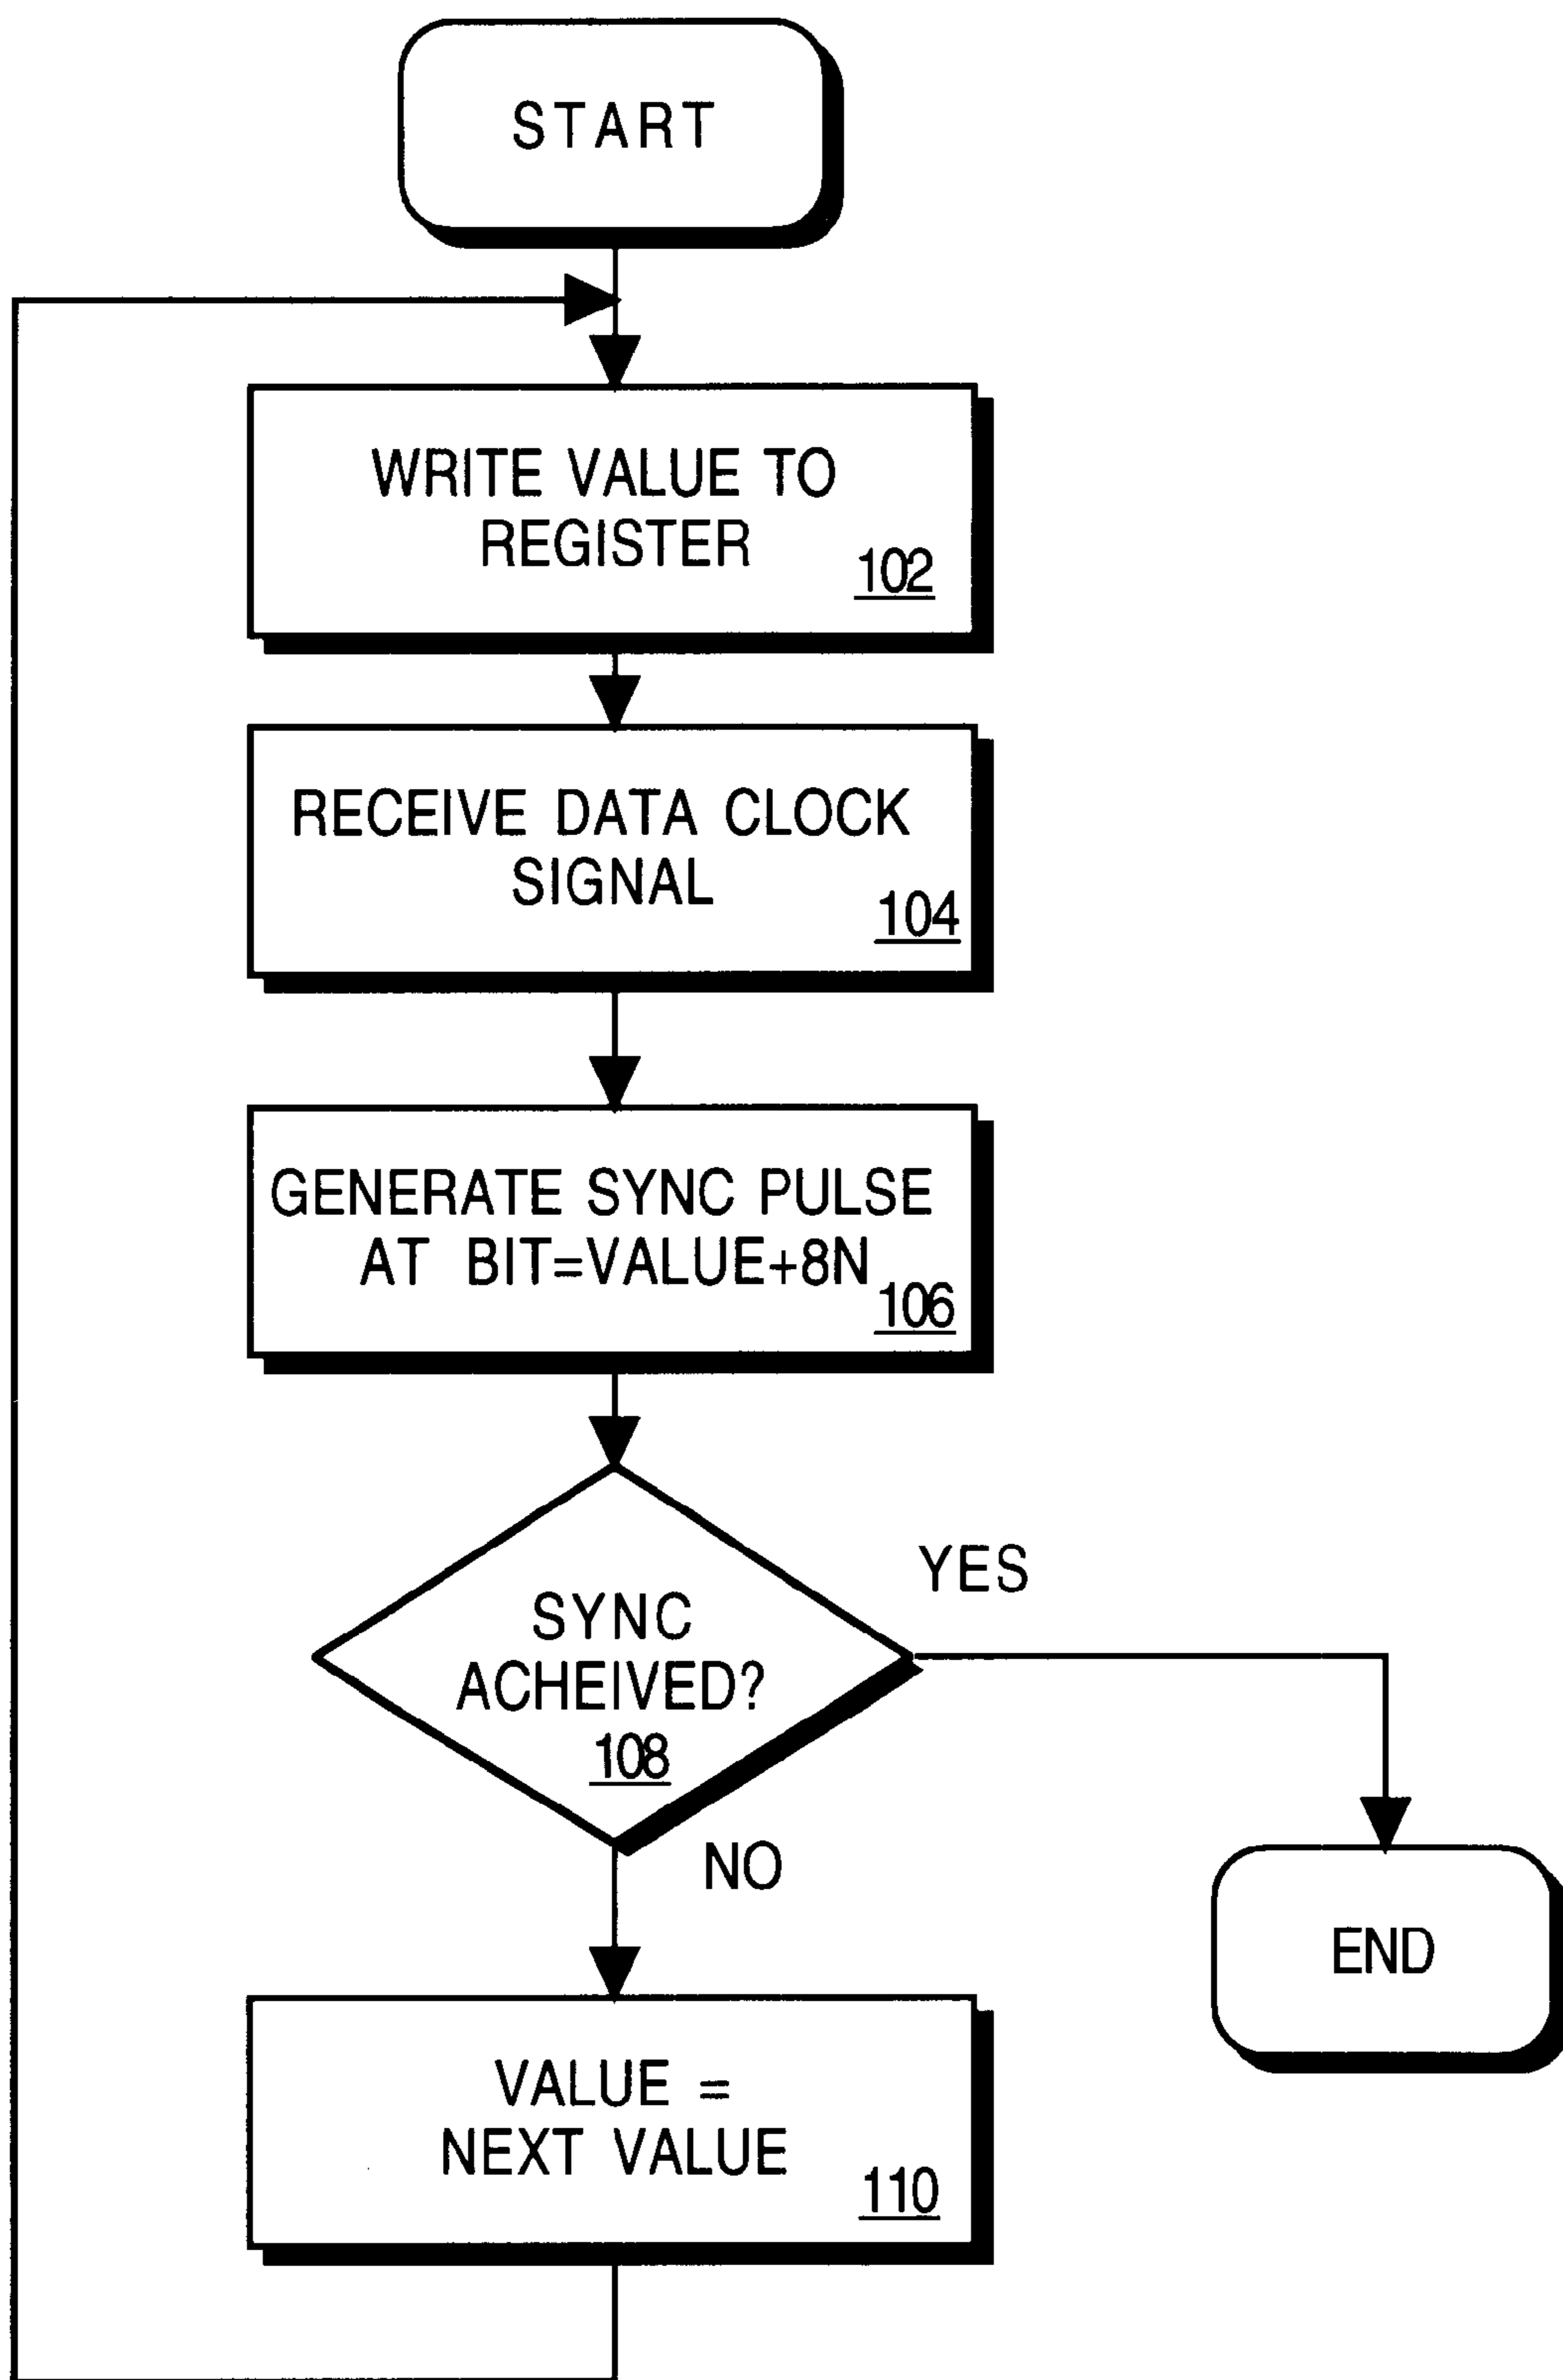 START
WRITE VALUE TO
REGISTER
102
RECEIVE DATA CLOCK
SIGNAL
104
GENERATE SYNC PULSE
AT BIT=VALUE+8N
106
SYNC
ACHEIVED?
108
YES
NO
END
VALUE =
NEXT VALUE
110